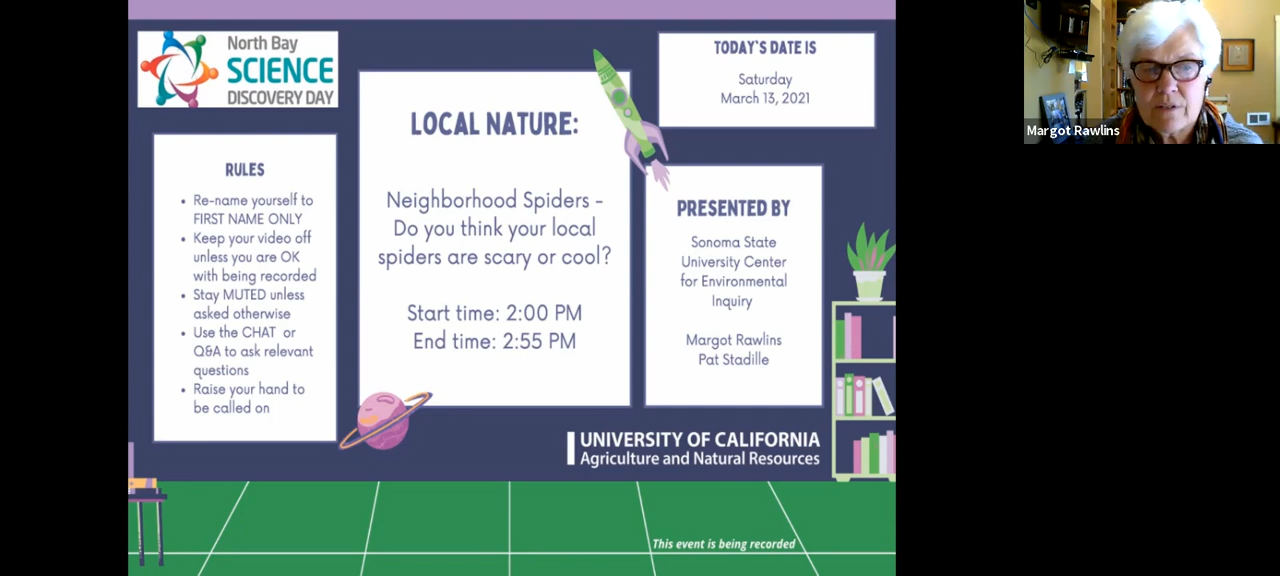 North Bay
SCIENCE
DISCOVERY DAY
RULES
Re-name yourself to
FIRST NAME ONLY
Keep your video off
unless you are OK
with being recorded
Stay MUTED unless
asked otherwise
Use the CHAT or
Q&A to ask relevant
questions
Raise your hand to
be called on
LOCAL NATURE:
Neighborhood Spiders -
Do you think your local
spiders are scary or cool?
Start time: 2:00 PM
End time: 2:55 PM
TODAY`S DATE IS
Saturday
March 13, 2021
PRESENTED BY
Sonoma State
University Center
for Environmental
Inquiry
Margot Rawlins
Pat Stadille
UNIVERSITY OF CALIFORNIA
Agriculture and Natural Resources
This event is being recorded
Margot Rawlins